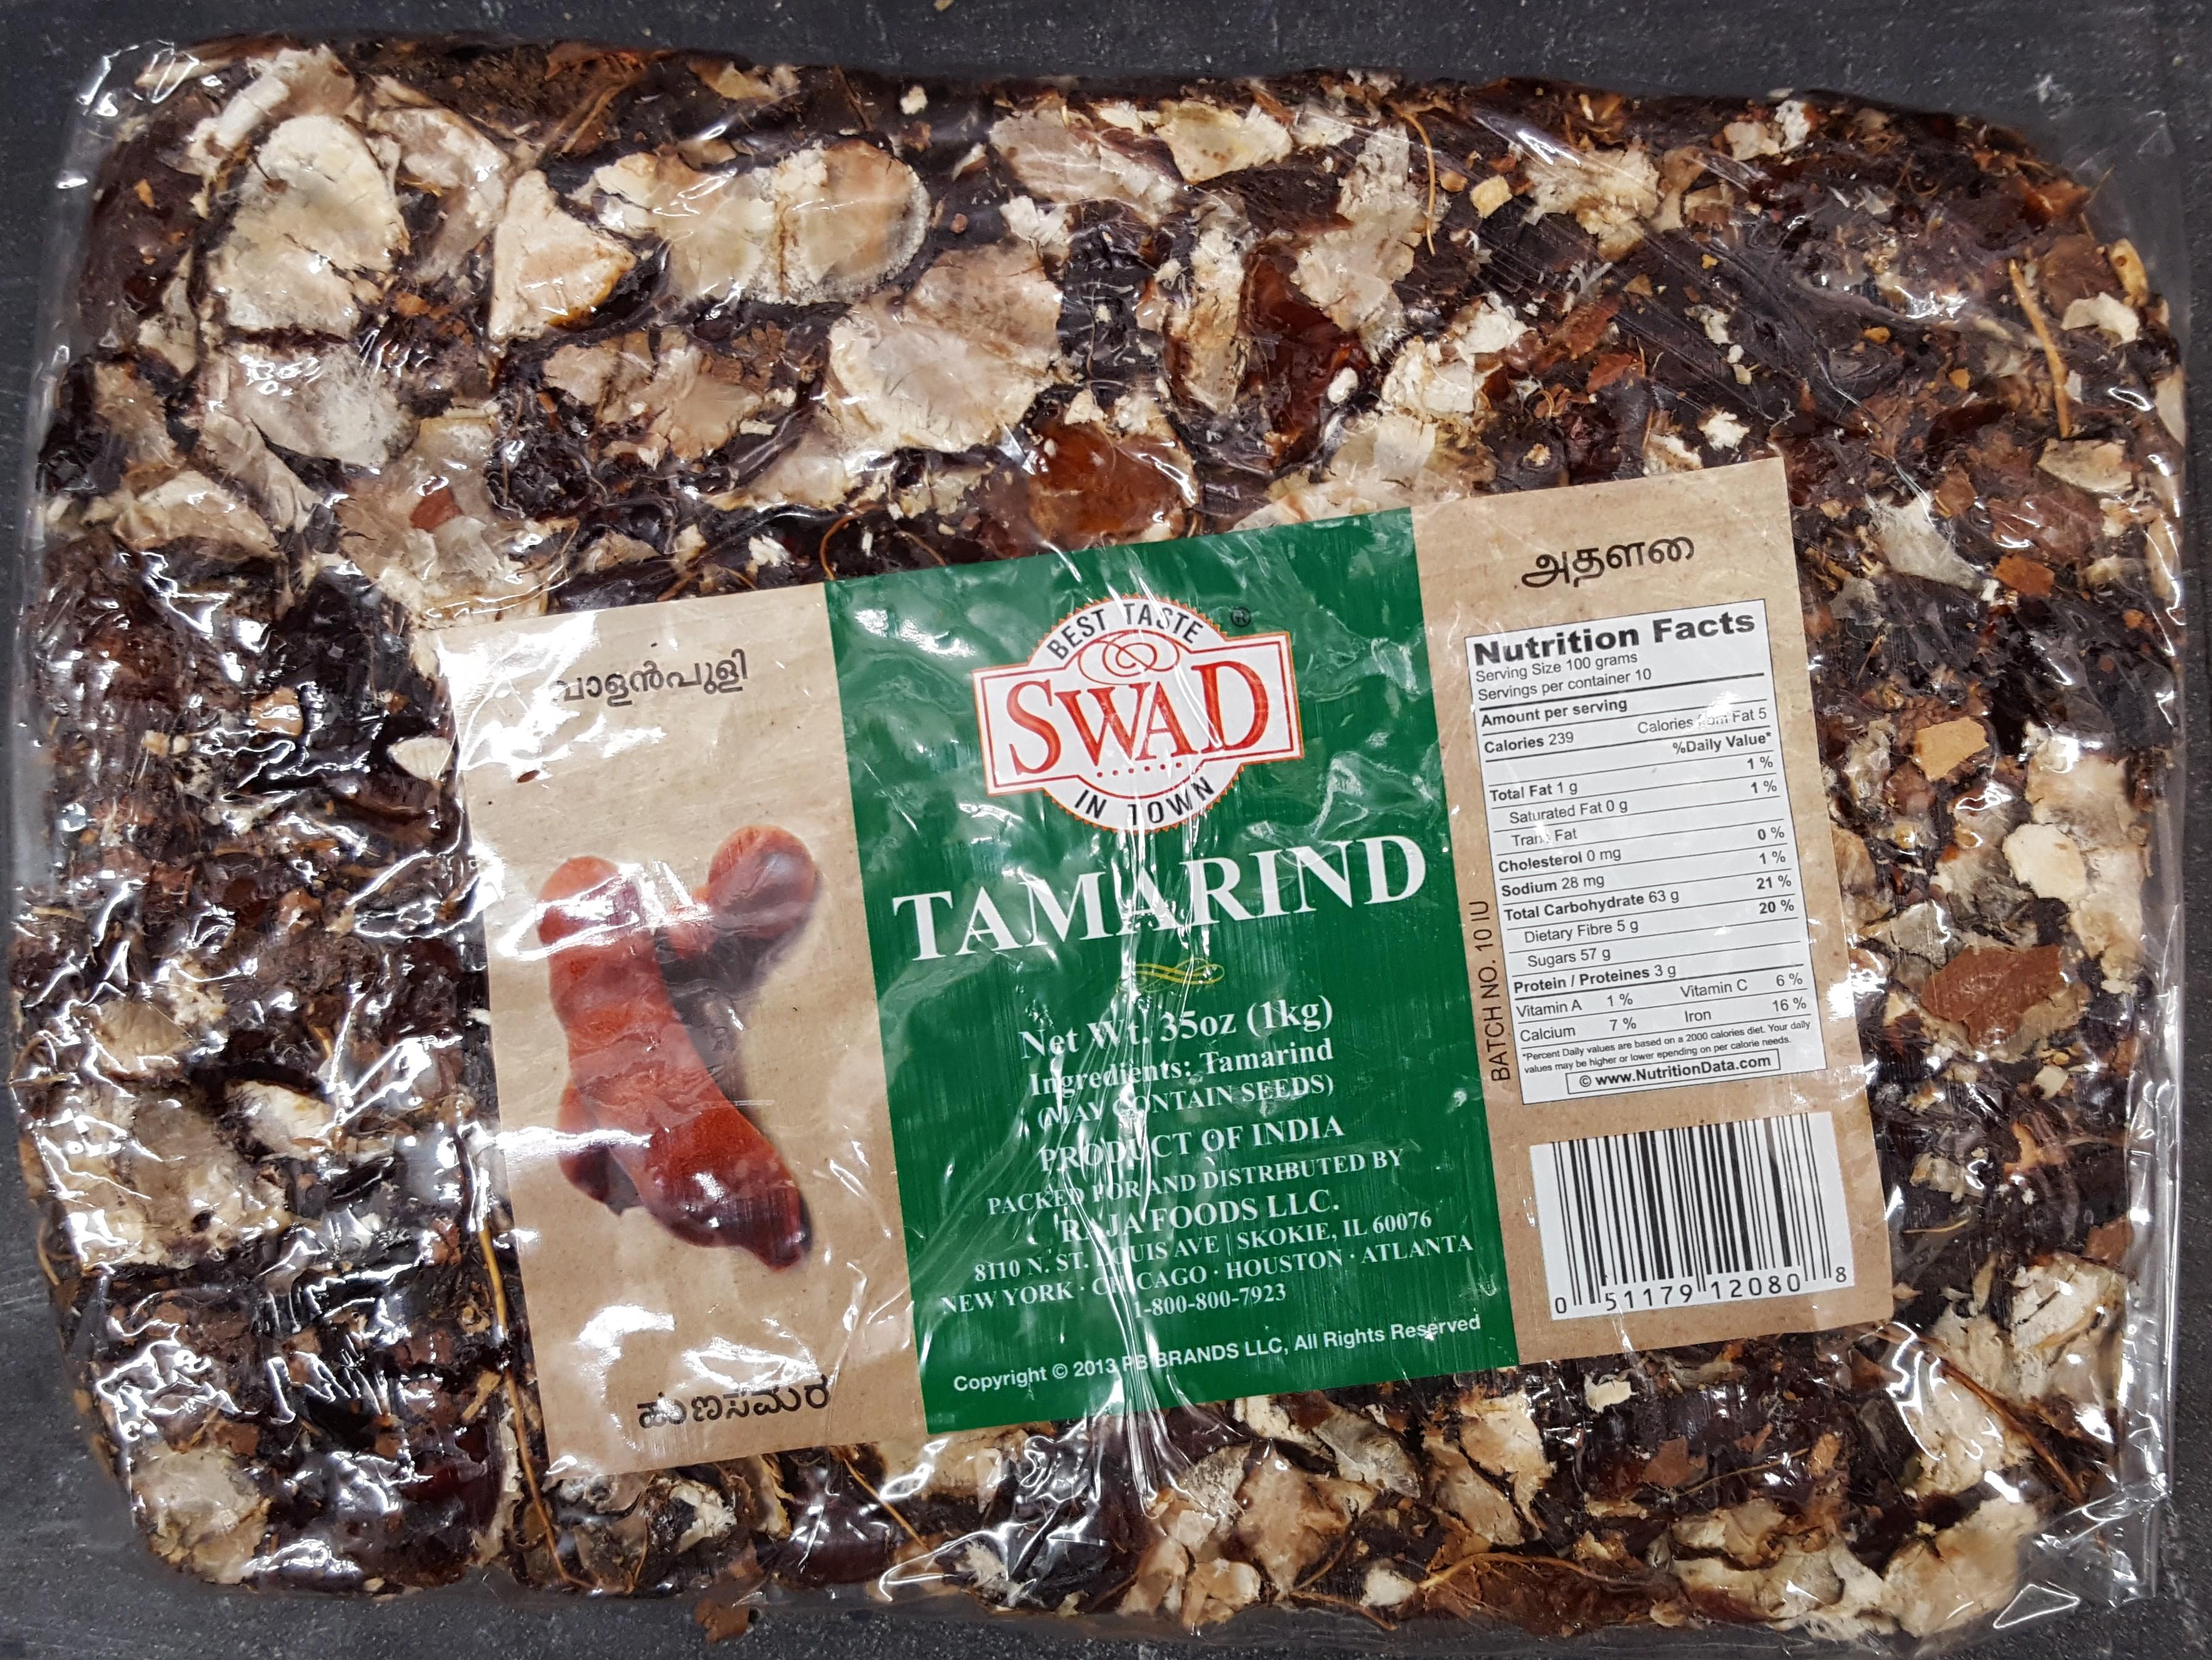 வாളன்புளி
അതളതെ
BEST TASTE
®
SWAD
IN TOWN
TAMARIND
Net Wt. 35oz (1kg)
Ingredients: Tamarind
(MAY CONTAIN SEEDS)
PRODUCT OF INDIA
PACKED FOR AND DISTRIBUTED BY
RAJA FOODS LLC.
8110 N. ST. LOUIS AVE | SKOKIE, IL 60076
NEW YORK · CHICAGO · HOUSTON · ATLANTA
1-800-800-7923
Copyright © 2013 PB BRANDS LLC, All Rights Reserved
ಹುಣಸಮರ
Nutrition Facts
Serving Size 100 grams
Servings per container 10
Amount per serving
Calories 239 Calories from Fat 5
%Daily Value*
Total Fat 1 g 1 %
Saturated Fat 0 g 1 %
Trans Fat
Cholesterol 0 mg 0 %
Sodium 28 mg 1 %
Total Carbohydrate 63 g 21 %
Dietary Fibre 5 g 20 %
Sugars 57 g
Protein / Proteines 3 g
Vitamin A 1 % Vitamin C 6 %
Calcium 7 % Iron 16 %
*Percent Daily values are based on a 2000 calories diet. Your daily
values may be higher or lower epending on per calorie needs.
© www.NutritionData.com
BATCH NO. 10 IU
0 51179 12080 8